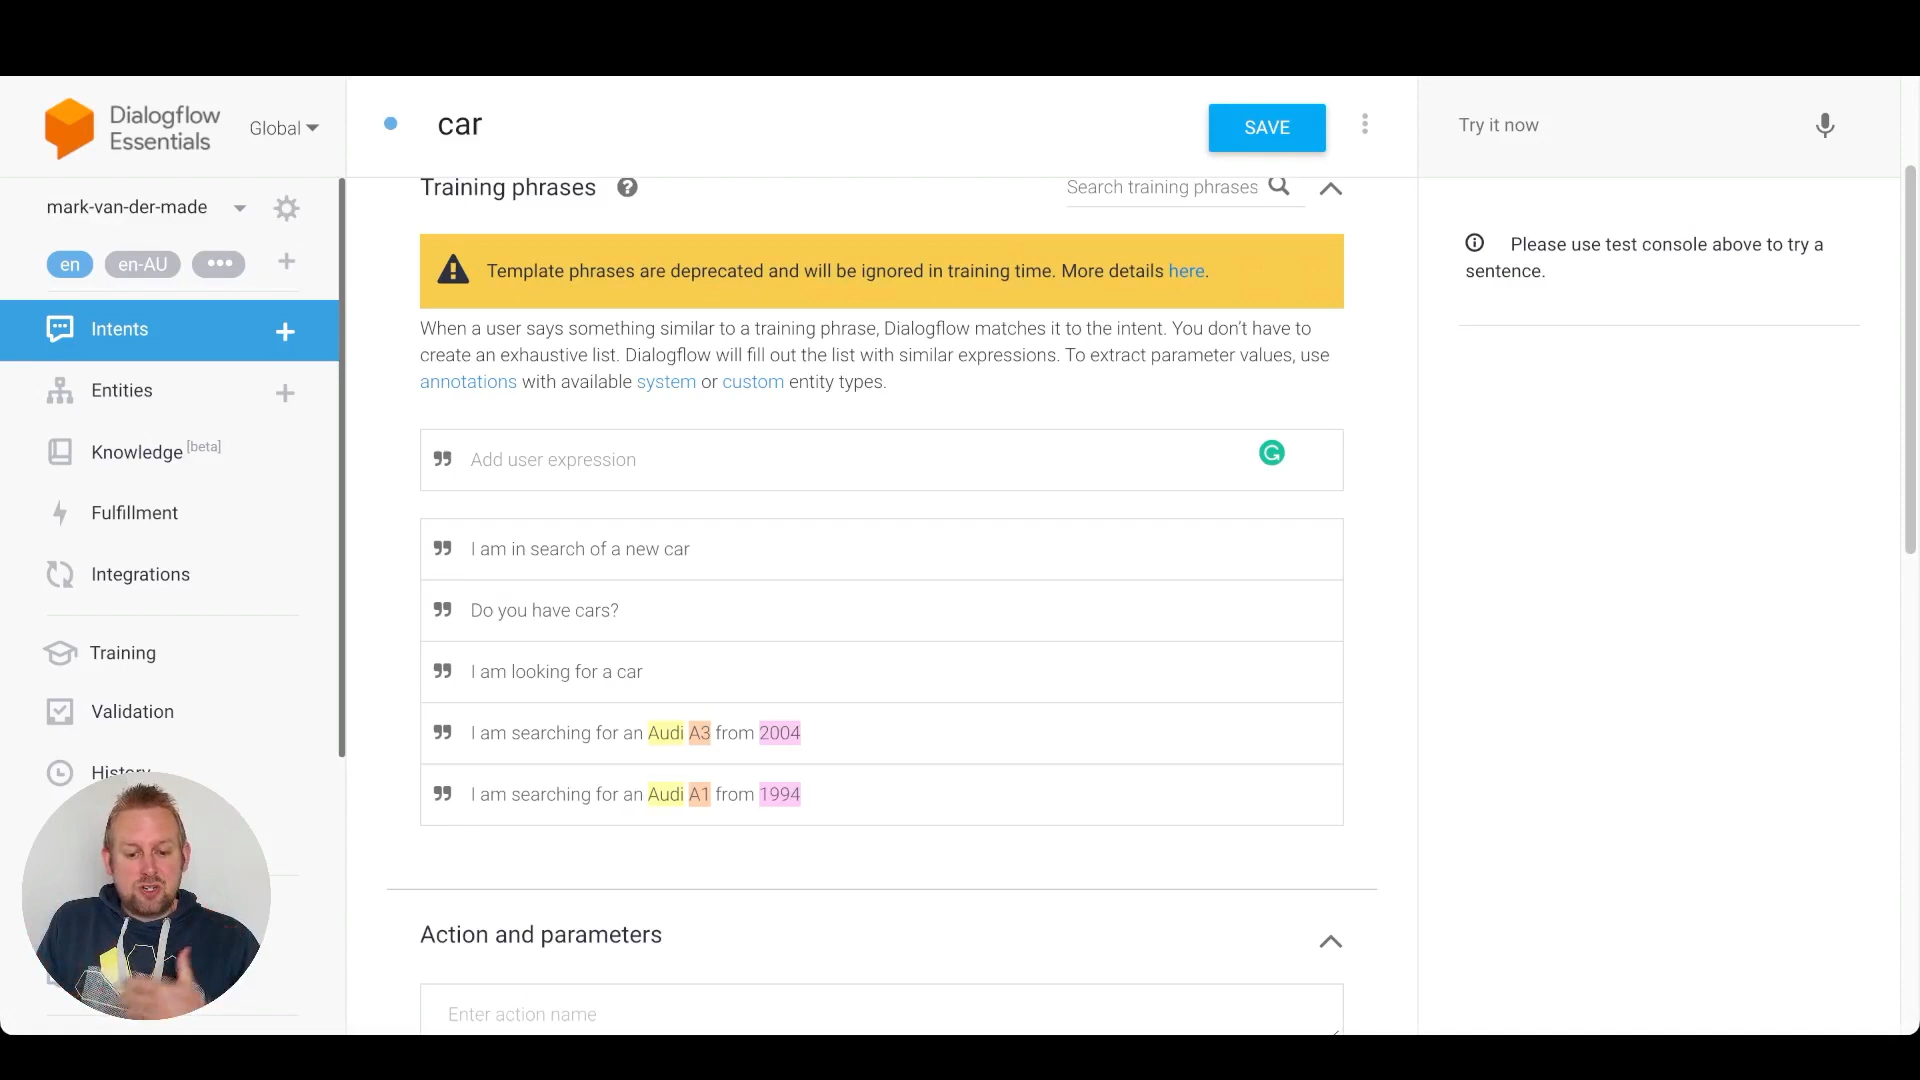 Dialogflow
Essentials
Global
car
SAVE
Try it now
mark-van-der-made
en
en-AU
Intents
Entities
Knowledge [beta]
Fulfillment
Integrations
Training
Validation
History
Training phrases
Search training phrases
Template phrases are deprecated and will be ignored in training time. More details here.
When a user says something similar to a training phrase, Dialogflow matches it to the intent. You don’t have to
create an exhaustive list. Dialogflow will fill out the list with similar expressions. To extract parameter values, use
annotations with available system or custom entity types.
Add user expression
I am in search of a new car
Do you have cars?
I am looking for a car
I am searching for an Audi A3 from 2004
I am searching for an Audi A1 from 1994
Action and parameters
Enter action name
Please use test console above to try a
sentence.